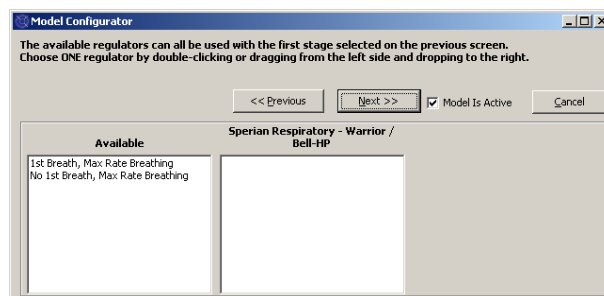 Model Configurator
The available regulators can all be used with the first stage selected on the previous screen.
Choose ONE regulator by double-clicking or dragging from the left side and dropping to the right.
<< Previous
Next >>
Model Is Active
Cancel
Available
Sperian Respiratory - Warrior /
Bell-HP
1st Breath, Max Rate Breathing
No 1st Breath, Max Rate Breathing